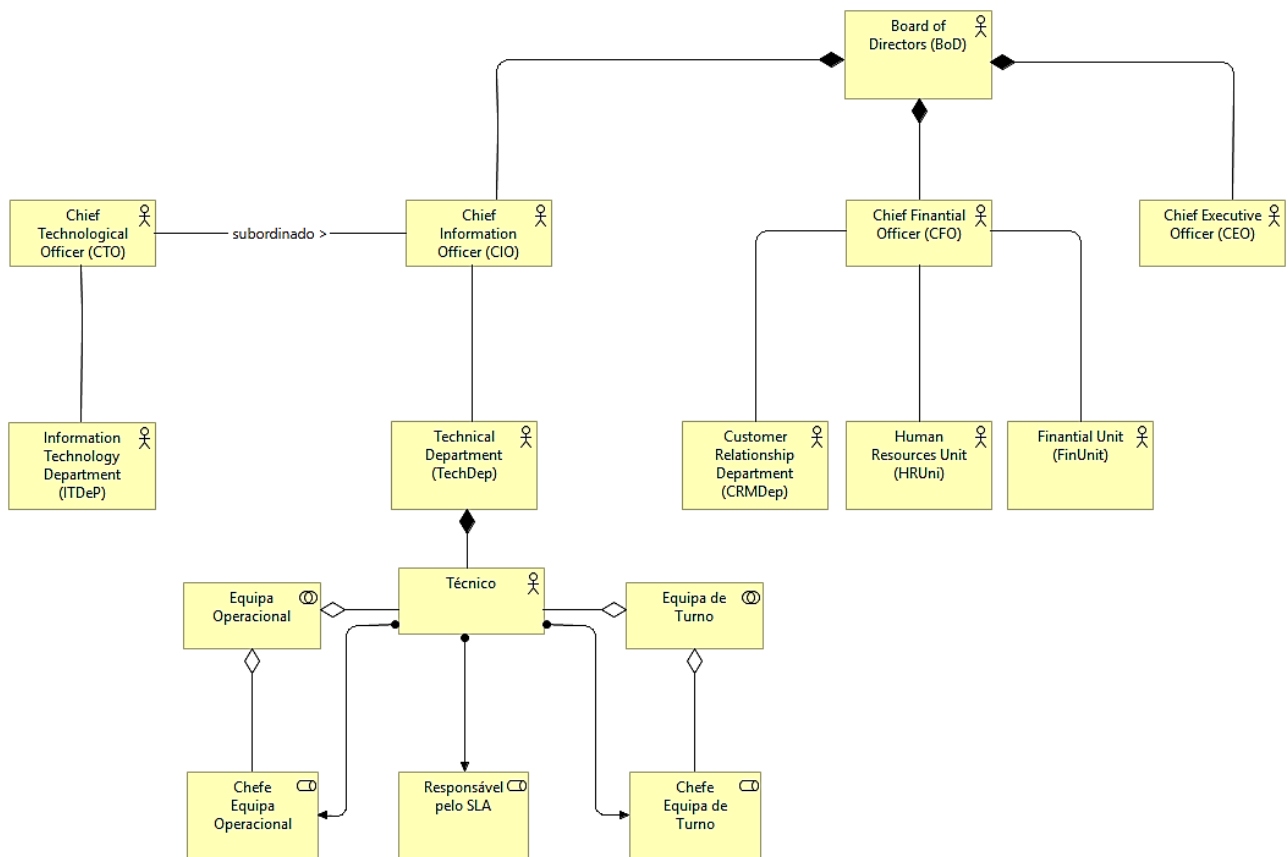 Board of
Directors (BoD)
Chief
Technological
Officer (CTO)
subordinado >
Chief
Information
Officer (CIO)
Chief Finantial
Officer (CFO)
Chief Executive
Officer (CEO)
Information
Technology
Department
(ITDeP)
Technical
Department
(TechDep)
Customer
Relationship
Department
(CRMDep)
Human
Resources Unit
(HRUni)
Finantial Unit
(FinUnit)
Equipa
Operacional
Técnico
Equipa de
Turno
Chefe
Equipa
Operacional
Responsável
pelo SLA
Chefe
Equipa de
Turno